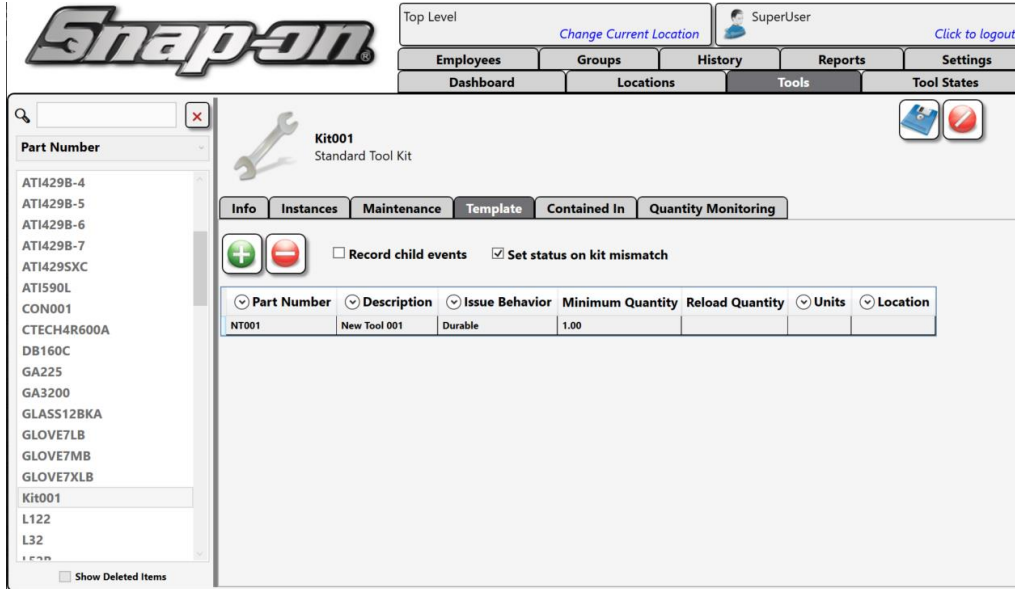 Snap-on
Top Level
Change Current Location
SuperUser
Click to logout
Employees Groups History Reports Settings
Dashboard Locations Tools Tool States
Part Number
ATI429B-4
ATI429B-5
ATI429B-6
ATI429B-7
ATI429SXC
ATI590L
CON001
CTECH4R600A
DB160C
GA225
GA3200
GLASS12BKA
GLOVE7LB
GLOVE7MB
GLOVE7XLB
Kit001
L122
L32
Show Deleted Items
Kit001
Standard Tool Kit
Info Instances Maintenance Template Contained In Quantity Monitoring
Record child events Set status on kit mismatch
Part Number Description Issue Behavior Minimum Quantity Reload Quantity Units Location
NT001 New Tool 001 Durable 1.00